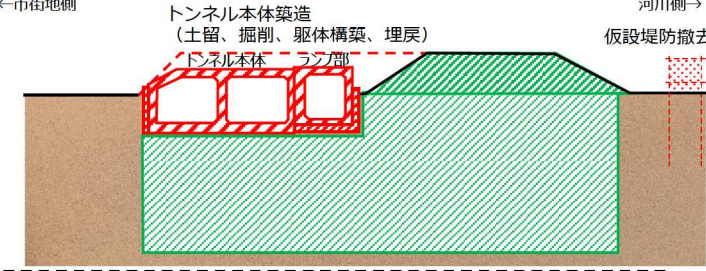 ←市街地側
河川側→
トンネル本体築造
（土留、掘削、躯体構築、埋戻）
仮設堤防撤去
トンネル本体
ランプ部